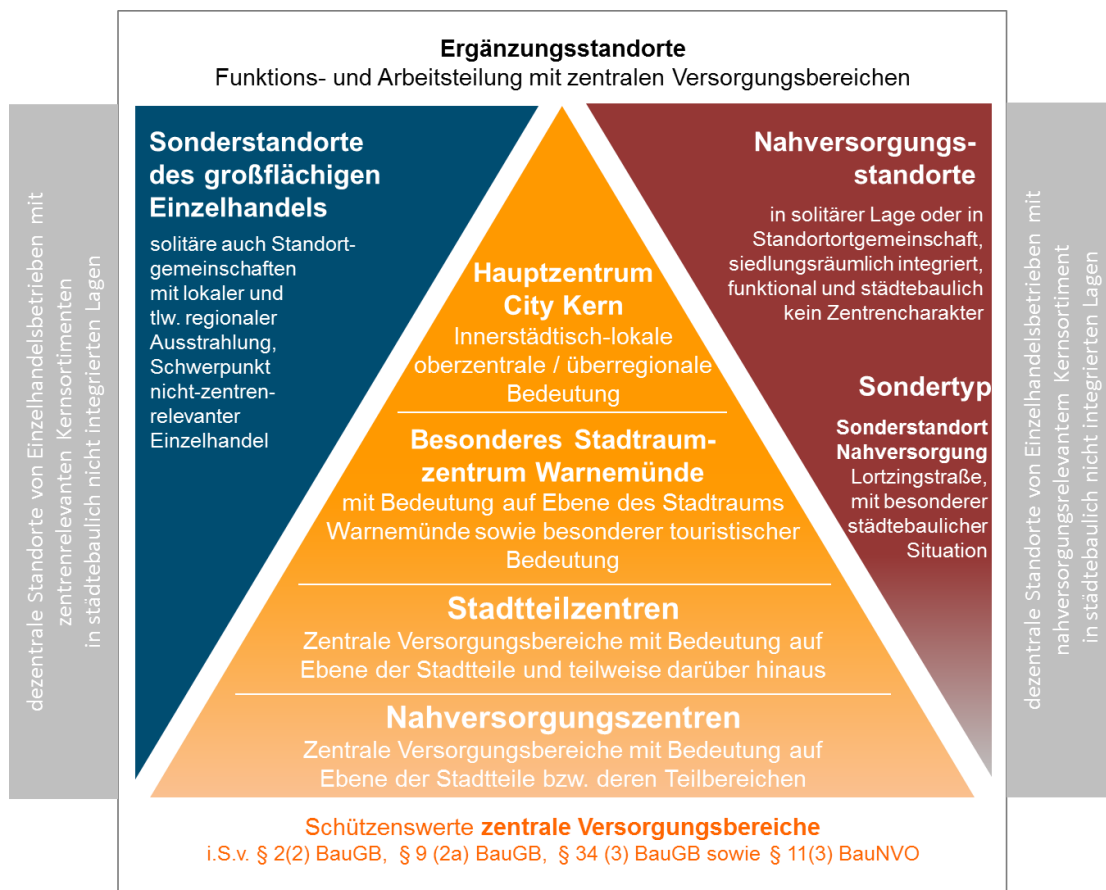 Ergänzungsstandorte
Funktions- und Arbeitsteilung mit zentralen Versorgungsbereichen
dezentrale Standorte von Einzelhandelsbetrieben mit
zentrenrelevanten Kernsortimenten
in städtebaulich nicht integrierten Lagen
Sonderstandorte
des großflächigen
Einzelhandels
solitäre auch Standort-
gemeinschaften
mit lokaler und
tlw. regionaler
Ausstrahlung,
Schwerpunkt
nicht-zentren-
relevanter
Einzelhandel
Hauptzentrum
City Kern
Innerstädtisch-lokale
oberzentrale / überregionale
Bedeutung
Besonderes Stadtraum-
zentrum Warnemünde
mit Bedeutung auf Ebene des Stadtraums
Warnemünde sowie besonderer touristischer
Bedeutung
Stadtteilzentren
Zentrale Versorgungsbereiche mit Bedeutung auf
Ebene der Stadtteile und teilweise darüber hinaus
Nahversorgungszentren
Zentrale Versorgungsbereiche mit Bedeutung auf
Ebene der Stadtteile bzw. deren Teilbereichen
Nahversorgungs-
standorte
in solitärer Lage oder in
Standortortgemeinschaft,
siedlungsräumlich integriert,
funktional und städtebaulich
kein Zentrencharakter
Sondertyp
Sonderstandort
Nahversorgung
Lortzingstraße,
mit besonderer
städtebaulicher
Situation
dezentrale Standorte von Einzelhandelsbetrieben mit
nahversorgungsrelevantem Kernsortiment
in städtebaulich nicht integrierten Lagen
Schützenswerte zentrale Versorgungsbereiche
i.S.v. § 2(2) BauGB, § 9 (2a) BauGB, § 34 (3) BauGB sowie § 11(3) BauNVO